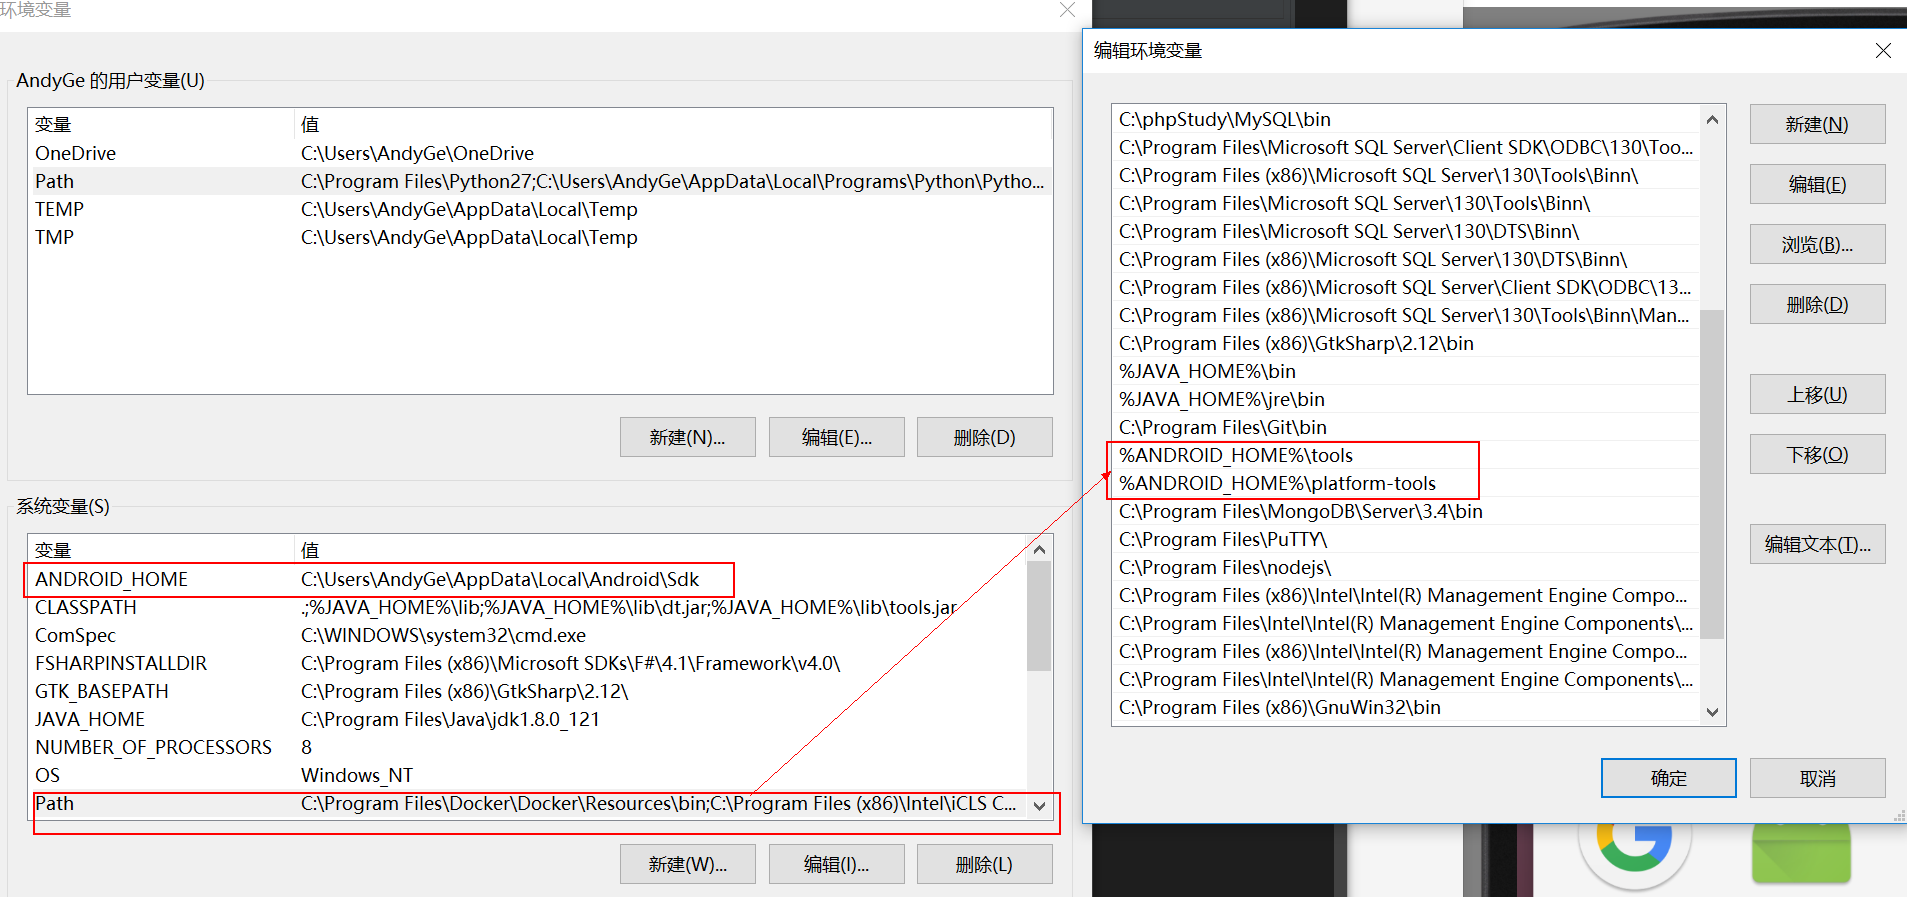 环境变量
AndyGe 的用户变量(U)
变量 值
OneDrive C:\Users\AndyGe\OneDrive
Path C:\Program Files\Python27;C:\Users\AndyGe\AppData\Local\Programs\Python\Pytho...
TEMP C:\Users\AndyGe\AppData\Local\Temp
TMP C:\Users\AndyGe\AppData\Local\Temp
新建(N)... 编辑(E)... 删除(D)
系统变量(S)
变量 值
ANDROID_HOME C:\Users\AndyGe\AppData\Local\Android\Sdk
CLASSPATH .;%JAVA_HOME%\lib;%JAVA_HOME%\lib\dt.jar;%JAVA_HOME%\lib\tools.jar
ComSpec C:\WINDOWS\system32\cmd.exe
FSHARPINSTALLDIR C:\Program Files (x86)\Microsoft SDKs\F#\4.1\Framework\v4.0\
GTK_BASEPATH C:\Program Files (x86)\GtkSharp\2.12\
JAVA_HOME C:\Program Files\Java\jdk1.8.0_121
NUMBER_OF_PROCESSORS 8
OS Windows_NT
Path C:\Program Files\Docker\Docker\Resources\bin;C:\Program Files (x86)\Intel\iCLS C...
新建(W)... 编辑(I)... 删除(L)
编辑环境变量
C:\phpStudy\MySQL\bin
C:\Program Files\Microsoft SQL Server\Client SDK\ODBC\130\Too...
C:\Program Files (x86)\Microsoft SQL Server\130\Tools\Binn\
C:\Program Files\Microsoft SQL Server\130\Tools\Binn\
C:\Program Files\Microsoft SQL Server\130\DTS\Binn\
C:\Program Files (x86)\Microsoft SQL Server\130\DTS\Binn\
C:\Program Files (x86)\Microsoft SQL Server\Client SDK\ODBC\13...
C:\Program Files (x86)\Microsoft SQL Server\130\Tools\Binn\Man...
C:\Program Files (x86)\GtkSharp\2.12\bin
%JAVA_HOME%\bin
%JAVA_HOME%\jre\bin
C:\Program Files\Git\bin
%ANDROID_HOME%\tools
%ANDROID_HOME%\platform-tools
C:\Program Files\MongoDB\Server\3.4\bin
C:\Program Files\PuTTY\
C:\Program Files\nodejs\
C:\Program Files (x86)\Intel\Intel(R) Management Engine Compo...
C:\Program Files\Intel\Intel(R) Management Engine Components\...
C:\Program Files (x86)\Intel\Intel(R) Management Engine Compo...
C:\Program Files\Intel\Intel(R) Management Engine Components\...
C:\Program Files (x86)\GnuWin32\bin
新建(N)
编辑(E)
浏览(B)...
删除(D)
上移(U)
下移(O)
编辑文本(T)...
确定 取消